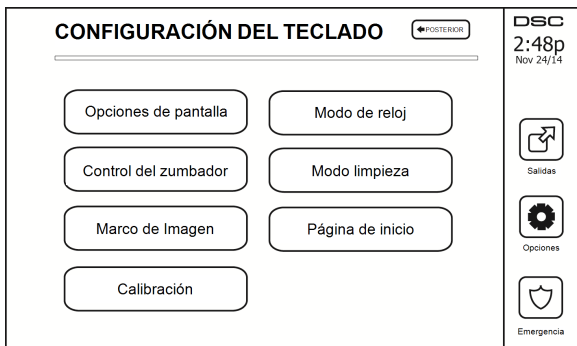 CONFIGURACIÓN DEL TECLADO
POSTERIOR
DSC
2:48p
Nov 24/14
Opciones de pantalla
Modo de reloj
Control del zumbador
Modo limpieza
Marco de Imagen
Página de inicio
Calibración
Salidas
Opciones
Emergencia